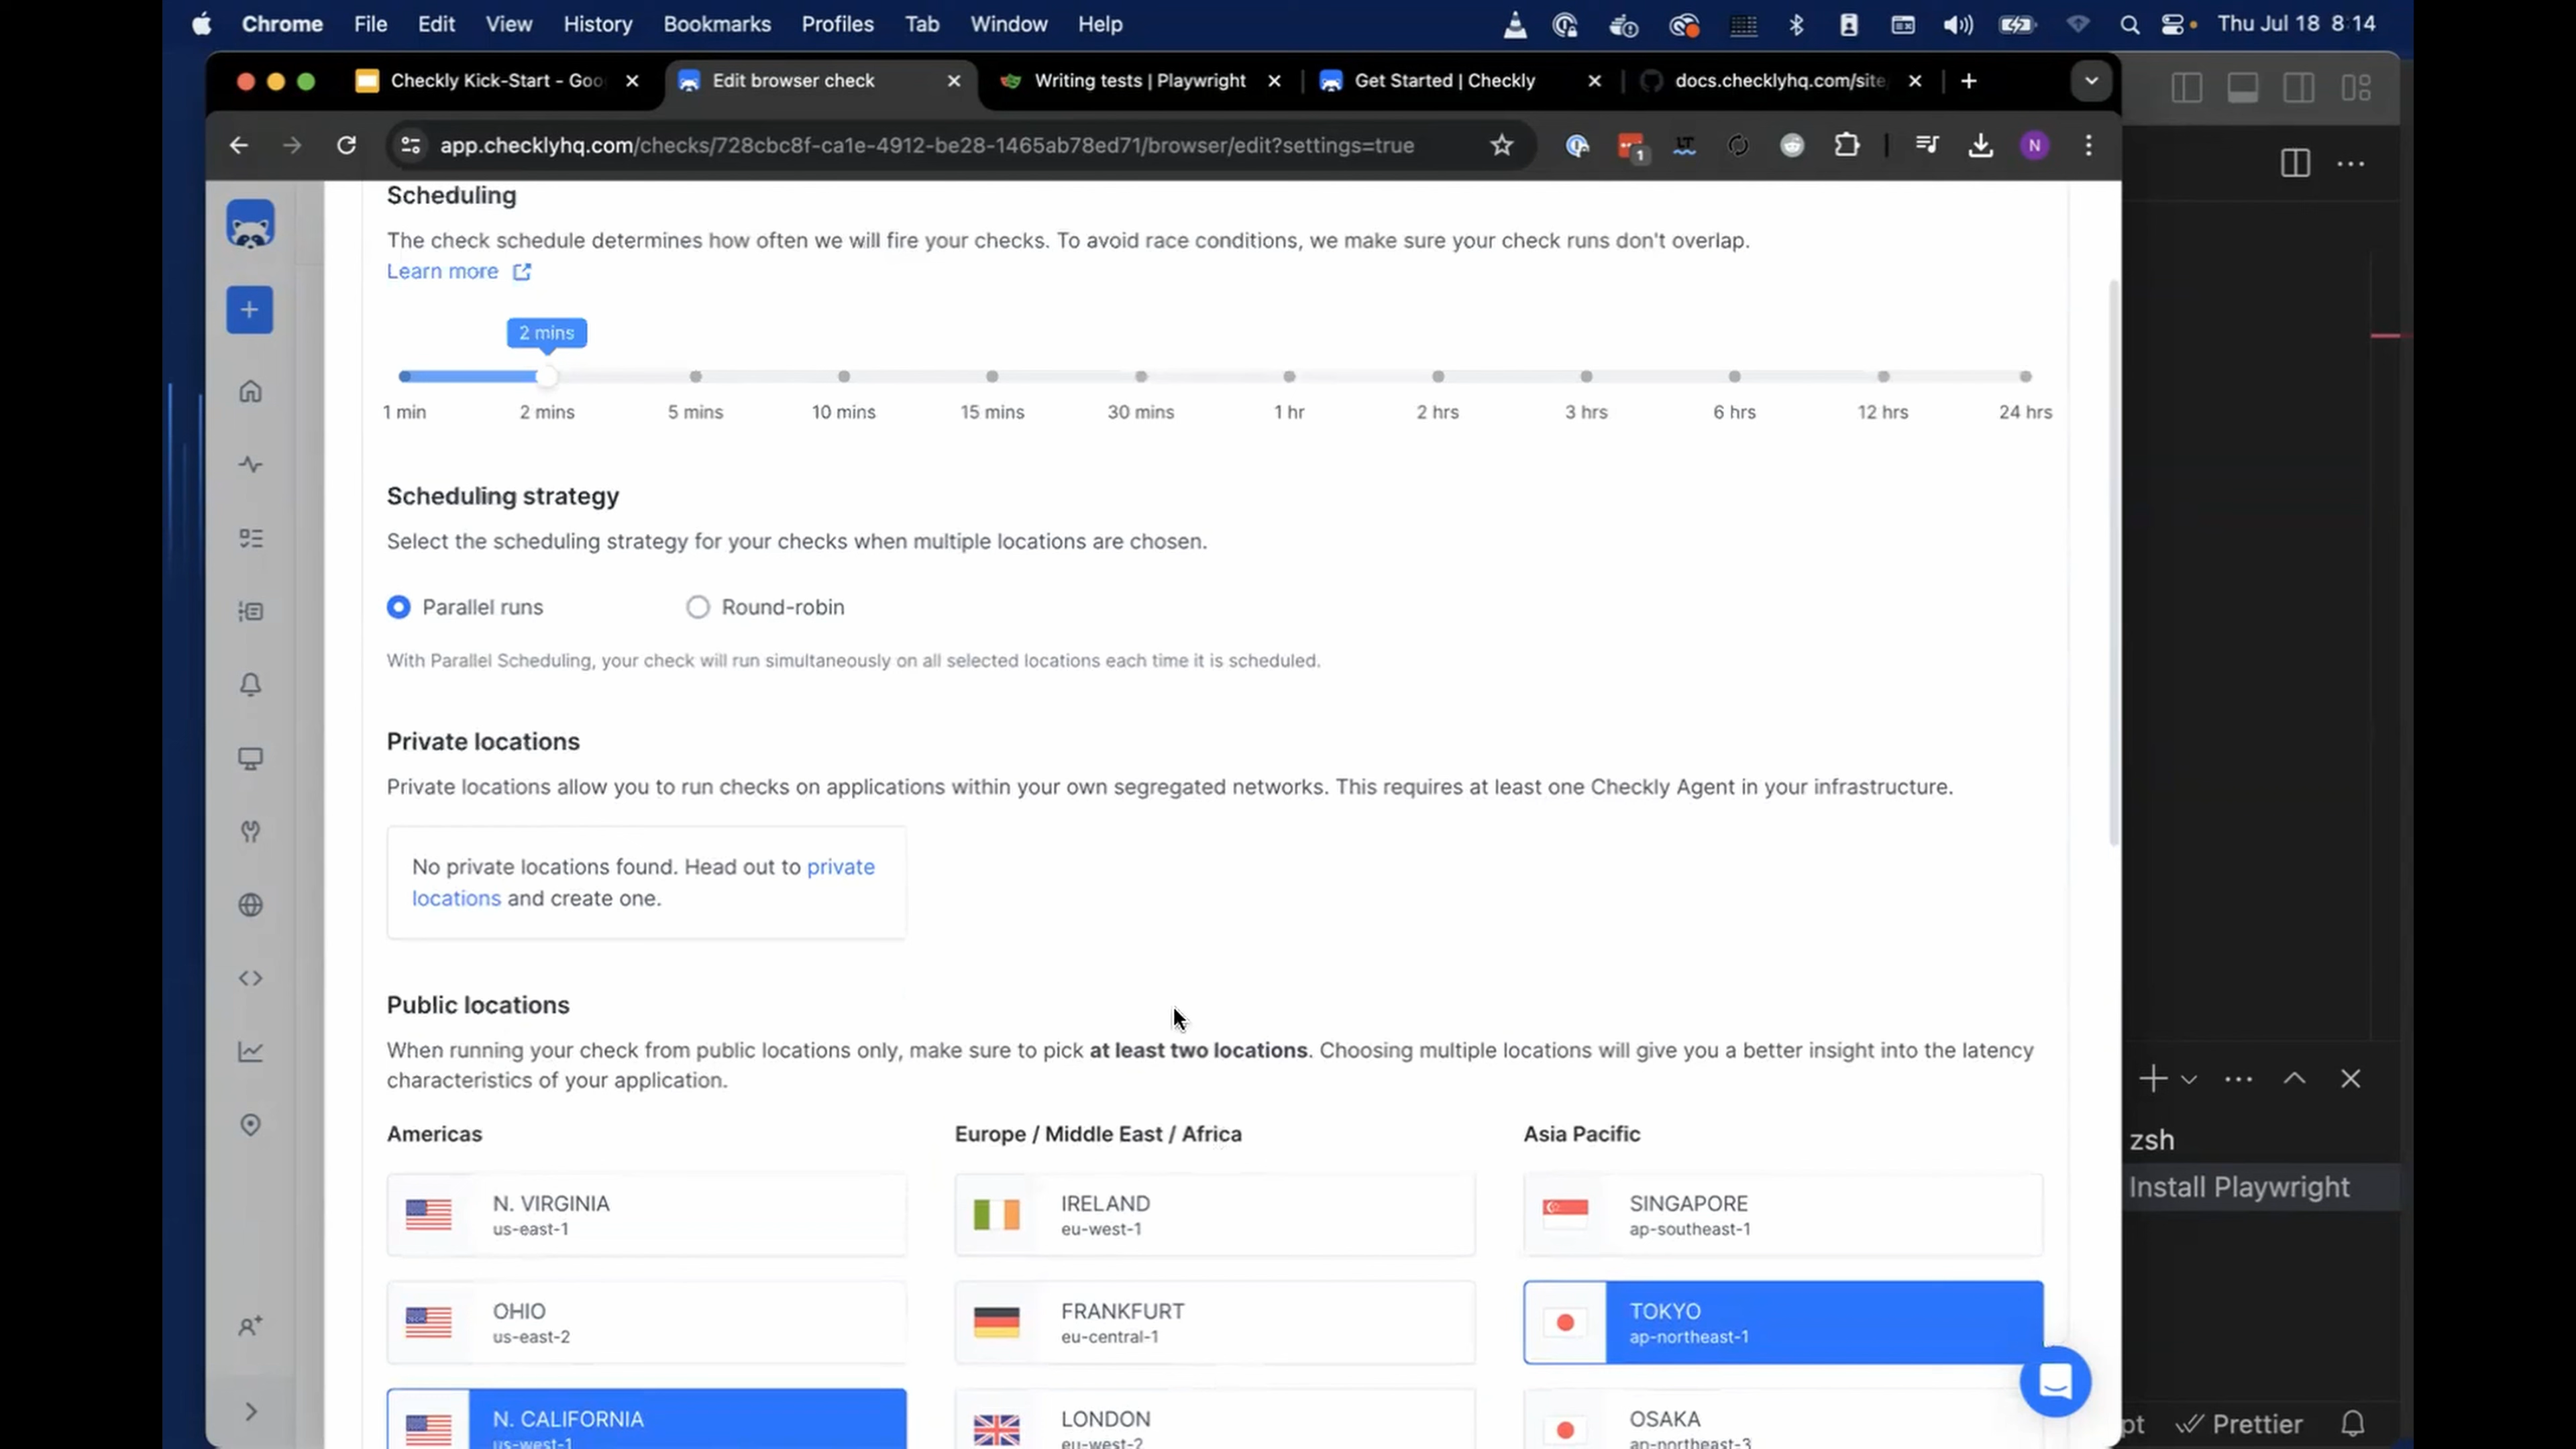 Chrome File Edit View History Bookmarks Profiles Tab Window Help Thu Jul 18 8:14
Checkly Kick-Start - Goo Edit browser check Writing tests | Playwright Get Started | Checkly docs.checklyhq.com/site
app.checklyhq.com/checks/728cbc8f-ca1e-4912-be28-1465ab78ed71/browser/edit?settings=true LT 1 N
Scheduling
The check schedule determines how often we will fire your checks. To avoid race conditions, we make sure your check runs don't overlap.
Learn more
2 mins
1 min 2 mins 5 mins 10 mins 15 mins 30 mins 1 hr 2 hrs 3 hrs 6 hrs 12 hrs 24 hrs
Scheduling strategy
Select the scheduling strategy for your checks when multiple locations are chosen.
Parallel runs Round-robin
With Parallel Scheduling, your check will run simultaneously on all selected locations each time it is scheduled.
Private locations
Private locations allow you to run checks on applications within your own segregated networks. This requires at least one Checkly Agent in your infrastructure.
No private locations found. Head out to private
locations and create one.
Public locations
When running your check from public locations only, make sure to pick at least two locations. Choosing multiple locations will give you a better insight into the latency
characteristics of your application.
Americas Europe / Middle East / Africa Asia Pacific
zsh
Install Playwright
N. VIRGINIA IRELAND SINGAPORE
us-east-1 eu-west-1 ap-southeast-1
OHIO FRANKFURT TOKYO
us-east-2 eu-central-1 ap-northeast-1
N. CALIFORNIA LONDON OSAKA
us-west-1 eu-west-2 ap-northeast-3
pt Prettier